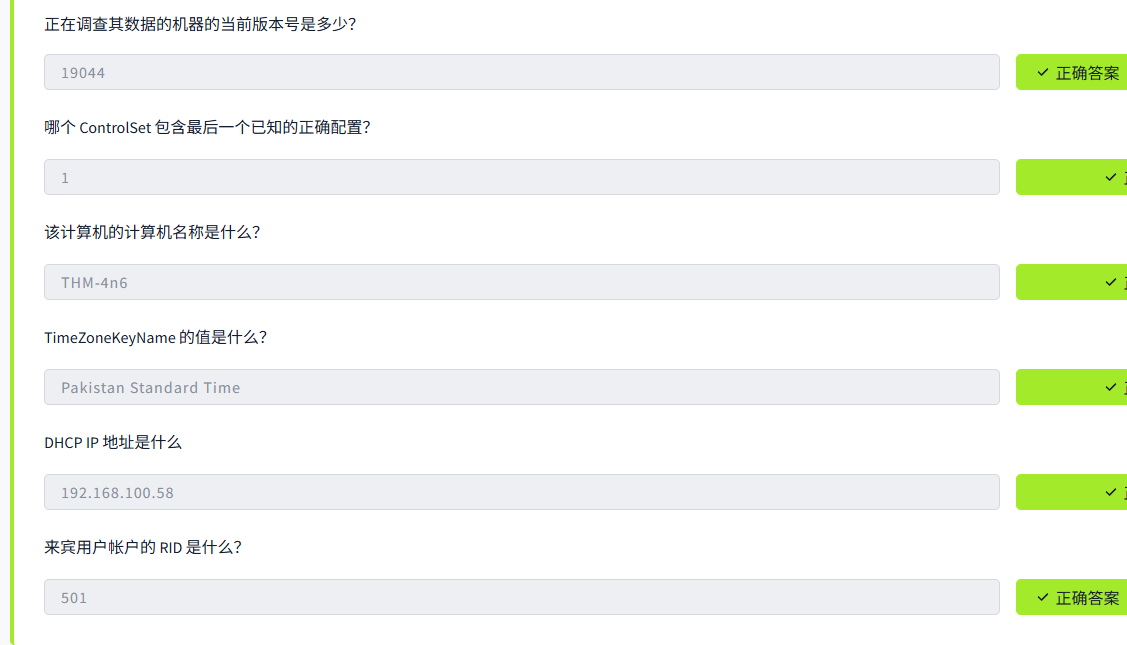 正在调查其数据的机器的当前版本号是多少？
19044
正确答案
哪个 ControlSet 包含最后一个已知的正确配置？
1
该计算机的计算机名称是什么？
THM-4n6
TimeZoneKeyName 的值是什么？
Pakistan Standard Time
DHCP IP 地址是什么
192.168.100.58
来宾用户帐户的 RID 是什么？
501
正确答案